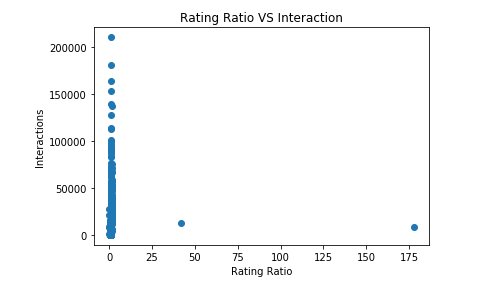 Rating Ratio VS Interaction
200000
150000
100000
50000
0
Interactions
0 25 50 75 100 125 150 175
Rating Ratio